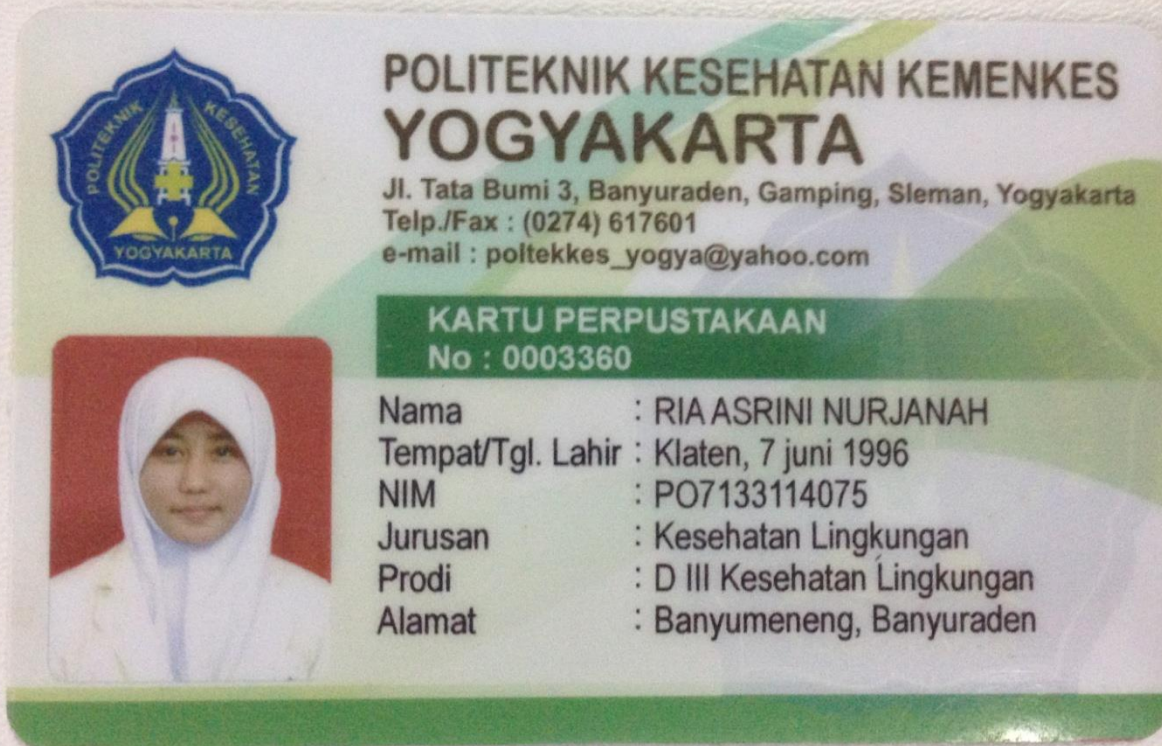 POLITEKNIK KESEHATAN
YOGYAKARTA
POLITEKNIK KESEHATAN KEMENKES
YOGYAKARTA
Jl. Tata Bumi 3, Banyuraden, Gamping, Sleman, Yogyakarta
Telp./Fax : (0274) 617601
e-mail : poltekkes_yogya@yahoo.com
KARTU PERPUSTAKAAN
No : 0003360
Nama : RIA ASRINI NURJANAH
Tempat/Tgl. Lahir : Klaten, 7 juni 1996
NIM : PO7133114075
Jurusan : Kesehatan Lingkungan
Prodi : D III Kesehatan Lingkungan
Alamat : Banyumeneng, Banyuraden